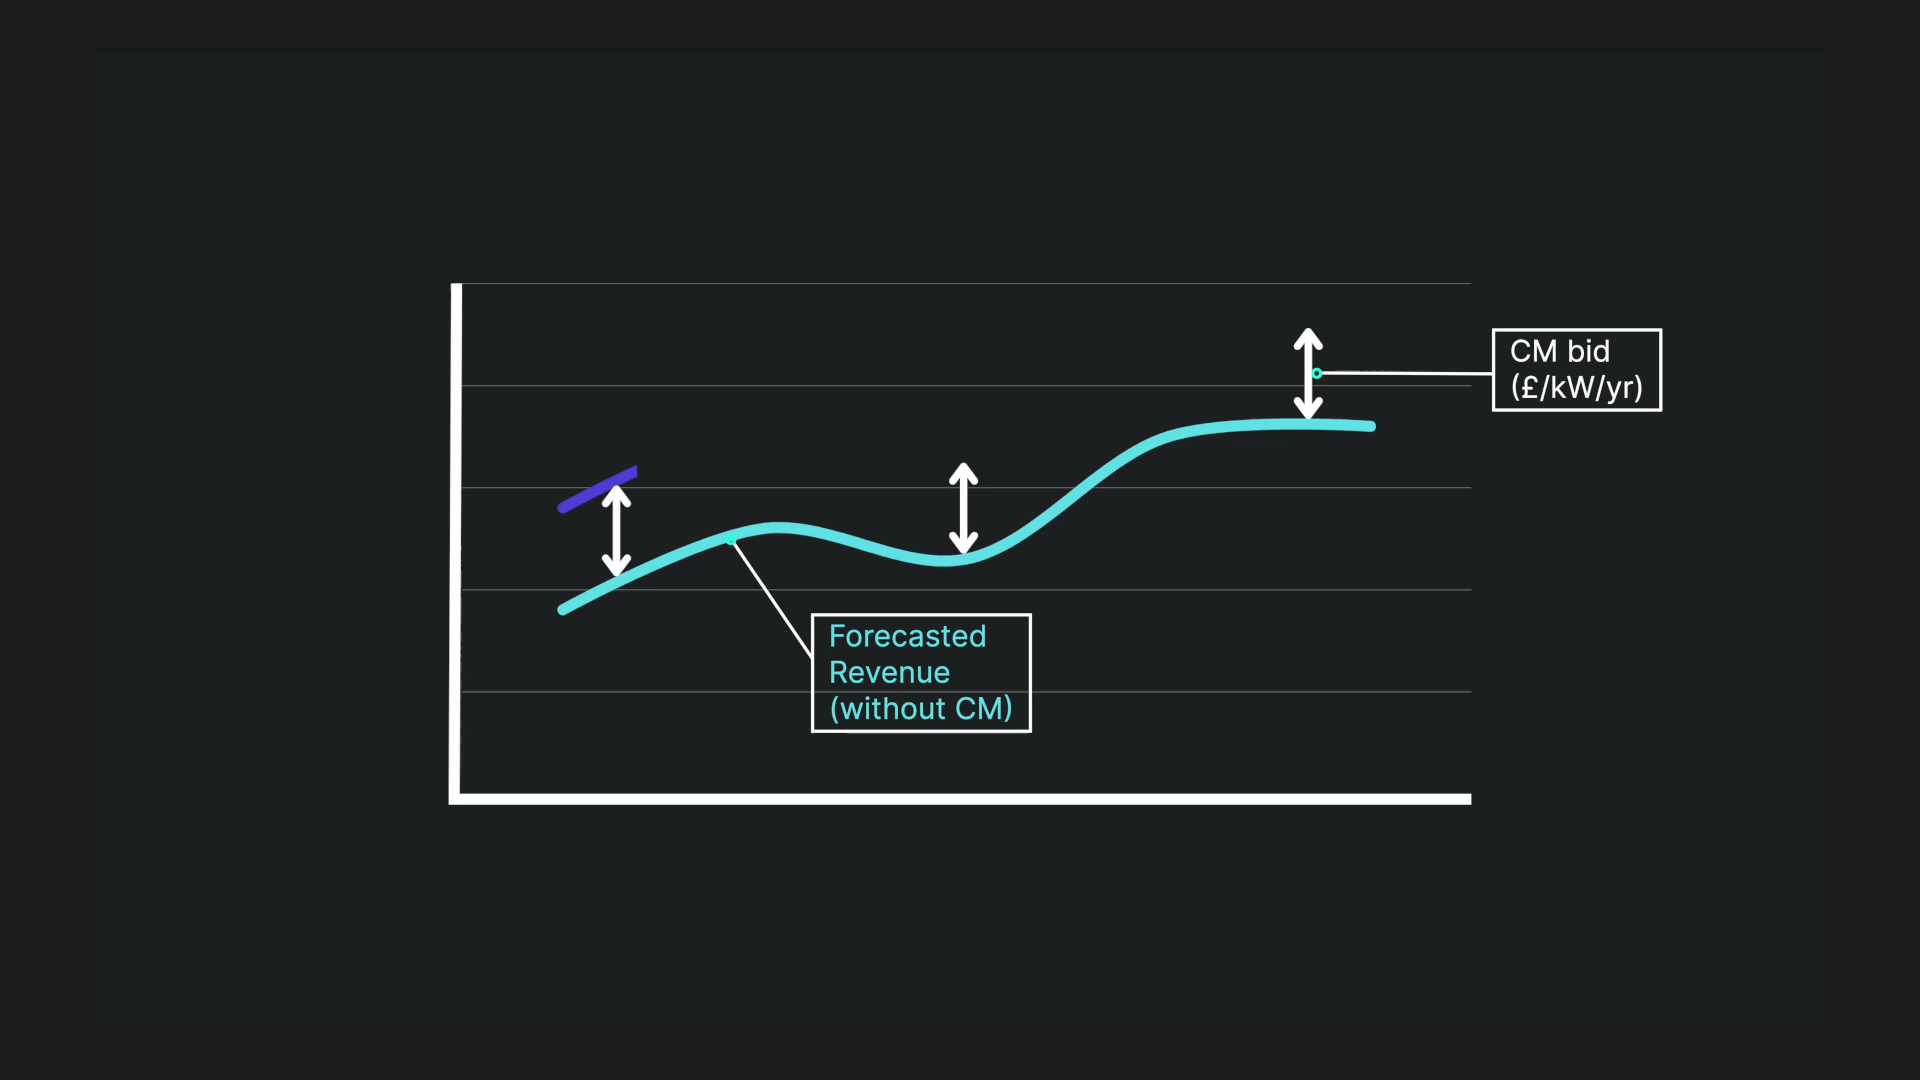 CM bid
(£/kW/yr)
Forecasted
Revenue
(without CM)